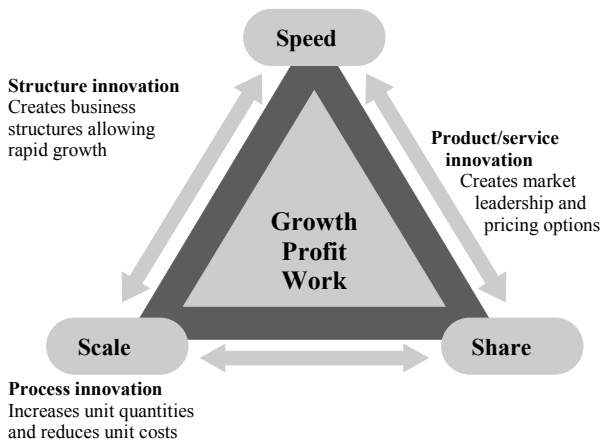 Speed
Structure innovation
Creates business
structures allowing
rapid growth
Product/service
innovation
Creates market
leadership and
pricing options
Growth
Profit
Work
Scale
Share
Process innovation
Increases unit quantities
and reduces unit costs